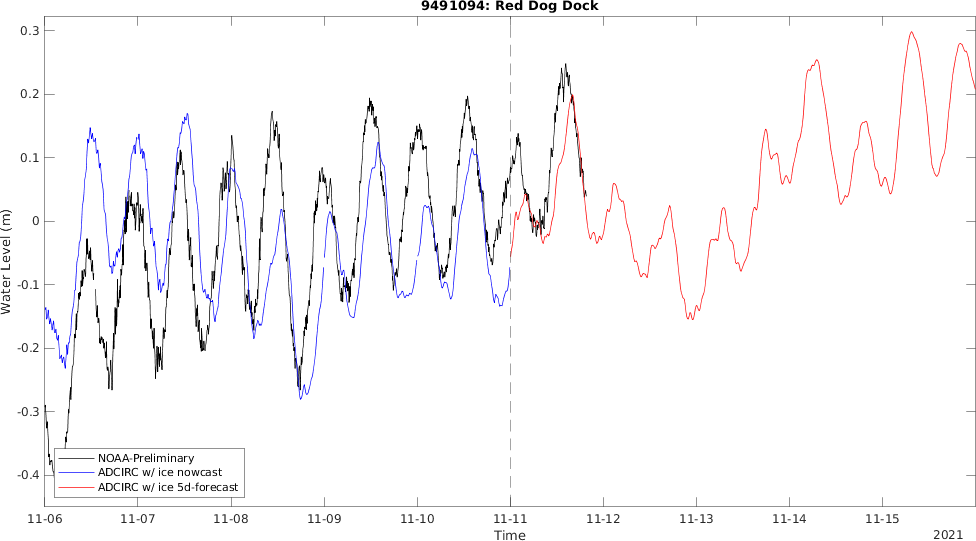 9491094: Red Dog Dock
Water Level (m)
0.3
0.2
0.1
0
-0.1
-0.2
-0.3
-0.4
NOAA-Preliminary
ADCIRC w/ ice nowcast
ADCIRC w/ ice 5d-forecast
11-06 11-07 11-08 11-09 11-10 11-11 11-12 11-13 11-14 11-15
Time
2021